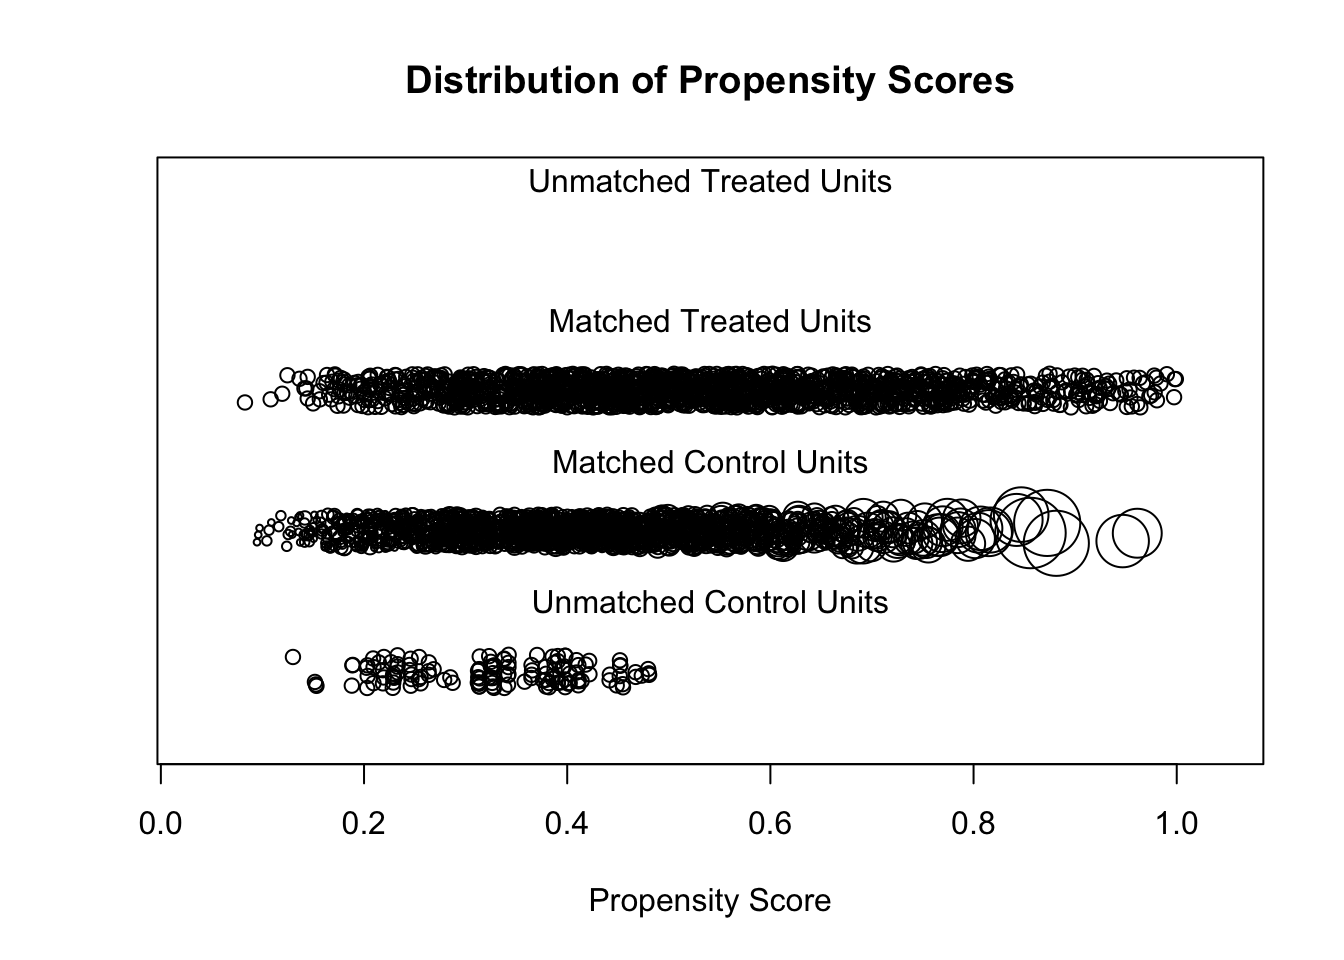 Distribution of Propensity Scores
Unmatched Treated Units
Matched Treated Units
Matched Control Units
Unmatched Control Units
0.0 0.2 0.4 0.6 0.8 1.0
Propensity Score